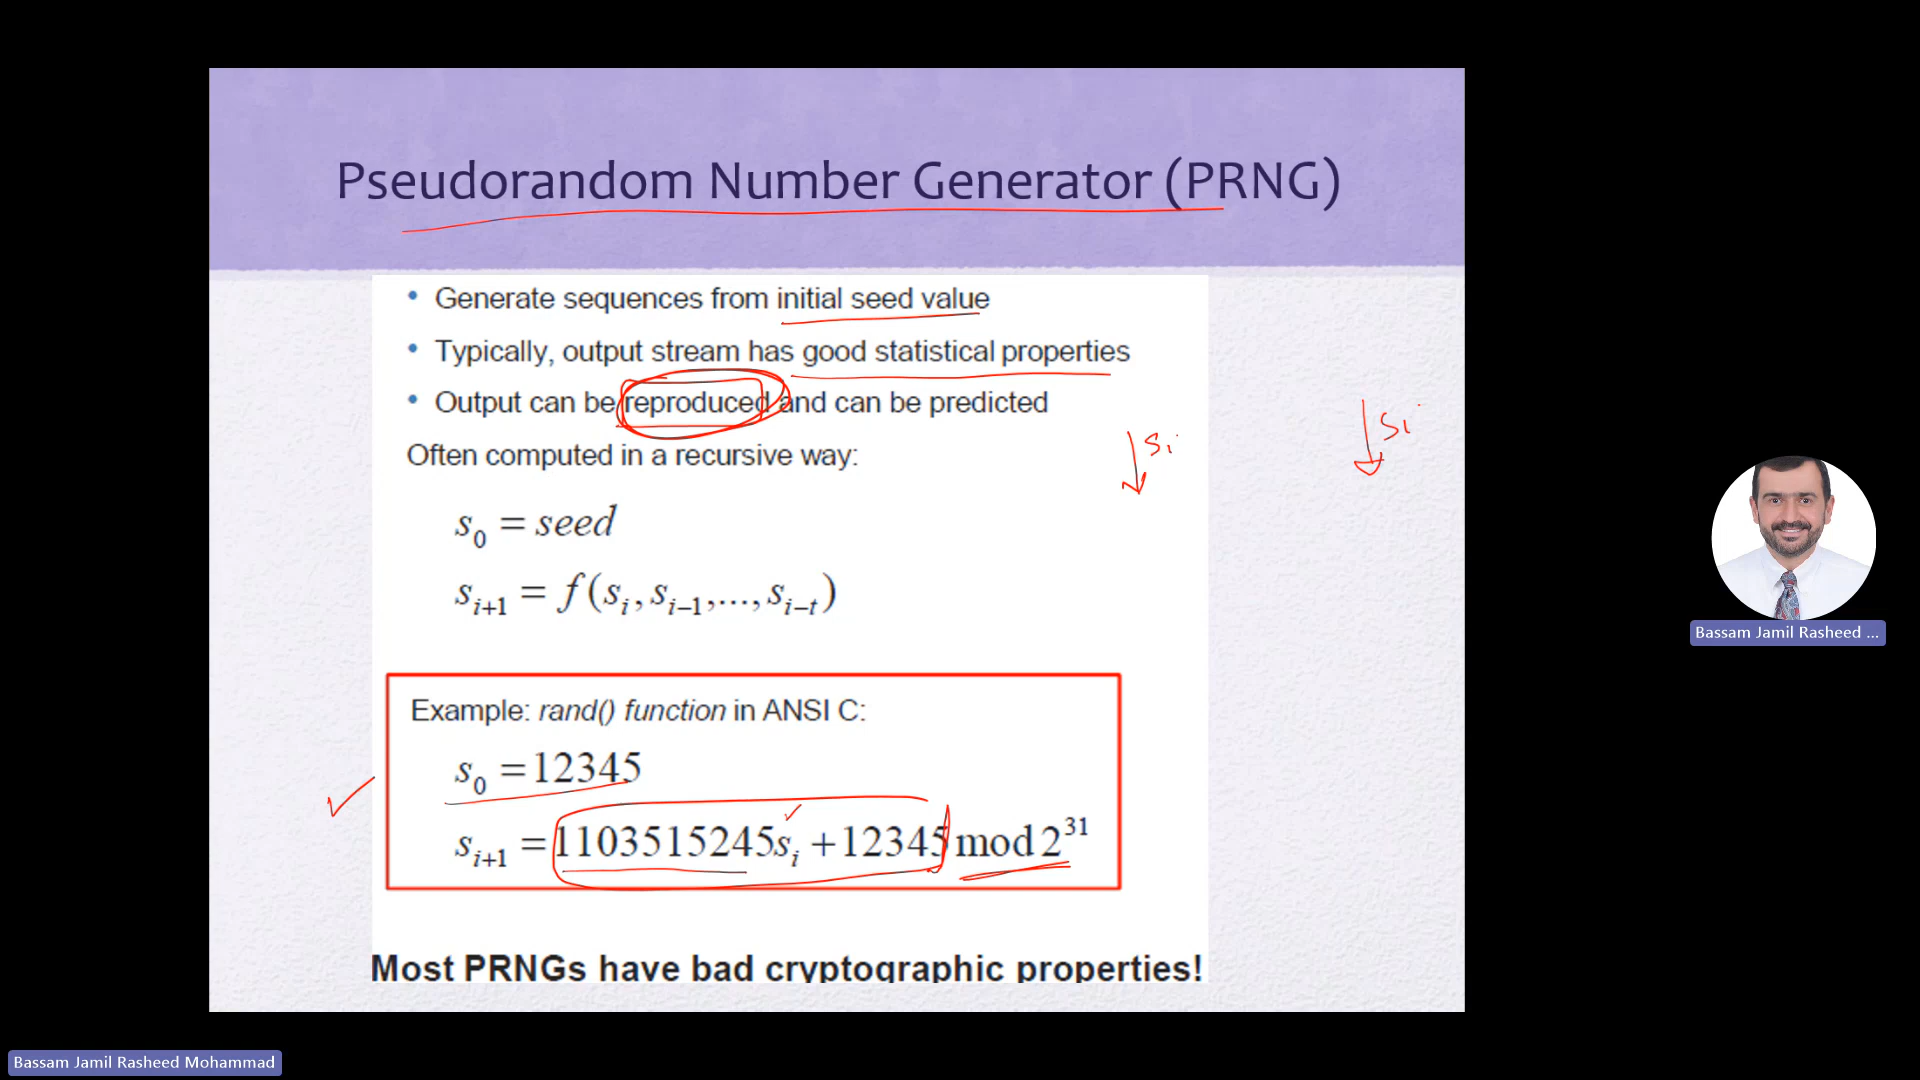 Pseudorandom Number Generator (PRNG)
• Generate sequences from initial seed value
• Typically, output stream has good statistical properties
• Output can be reproduced and can be predicted
Often computed in a recursive way:
s₀ = seed
sᵢ₊₁ = f(sᵢ, sᵢ₋₁, ..., sᵢ₋ₜ)
Si
Si
Example: rand() function in ANSI C:
s₀ = 12345
sᵢ₊₁ = 1103515245sᵢ + 12345 mod 2³¹
Most PRNGs have bad cryptographic properties!
Bassam Jamil Rasheed ...
Bassam Jamil Rasheed Mohammad